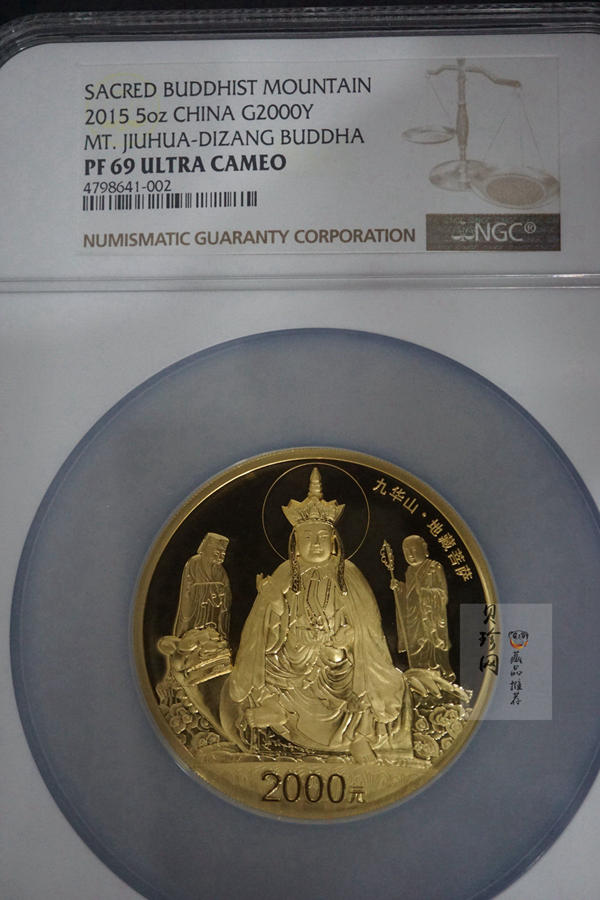 SACRED BUDDHIST MOUNTAIN
2015 5oz CHINA G2000Y
MT. JIUHUA-DIZANG BUDDHA
PF 69 ULTRA CAMEO
4798641-002
NUMISMATIC GUARANTY CORPORATION
NGC®
九华山·地藏菩萨
贝珍网
藏品
推荐
2000元